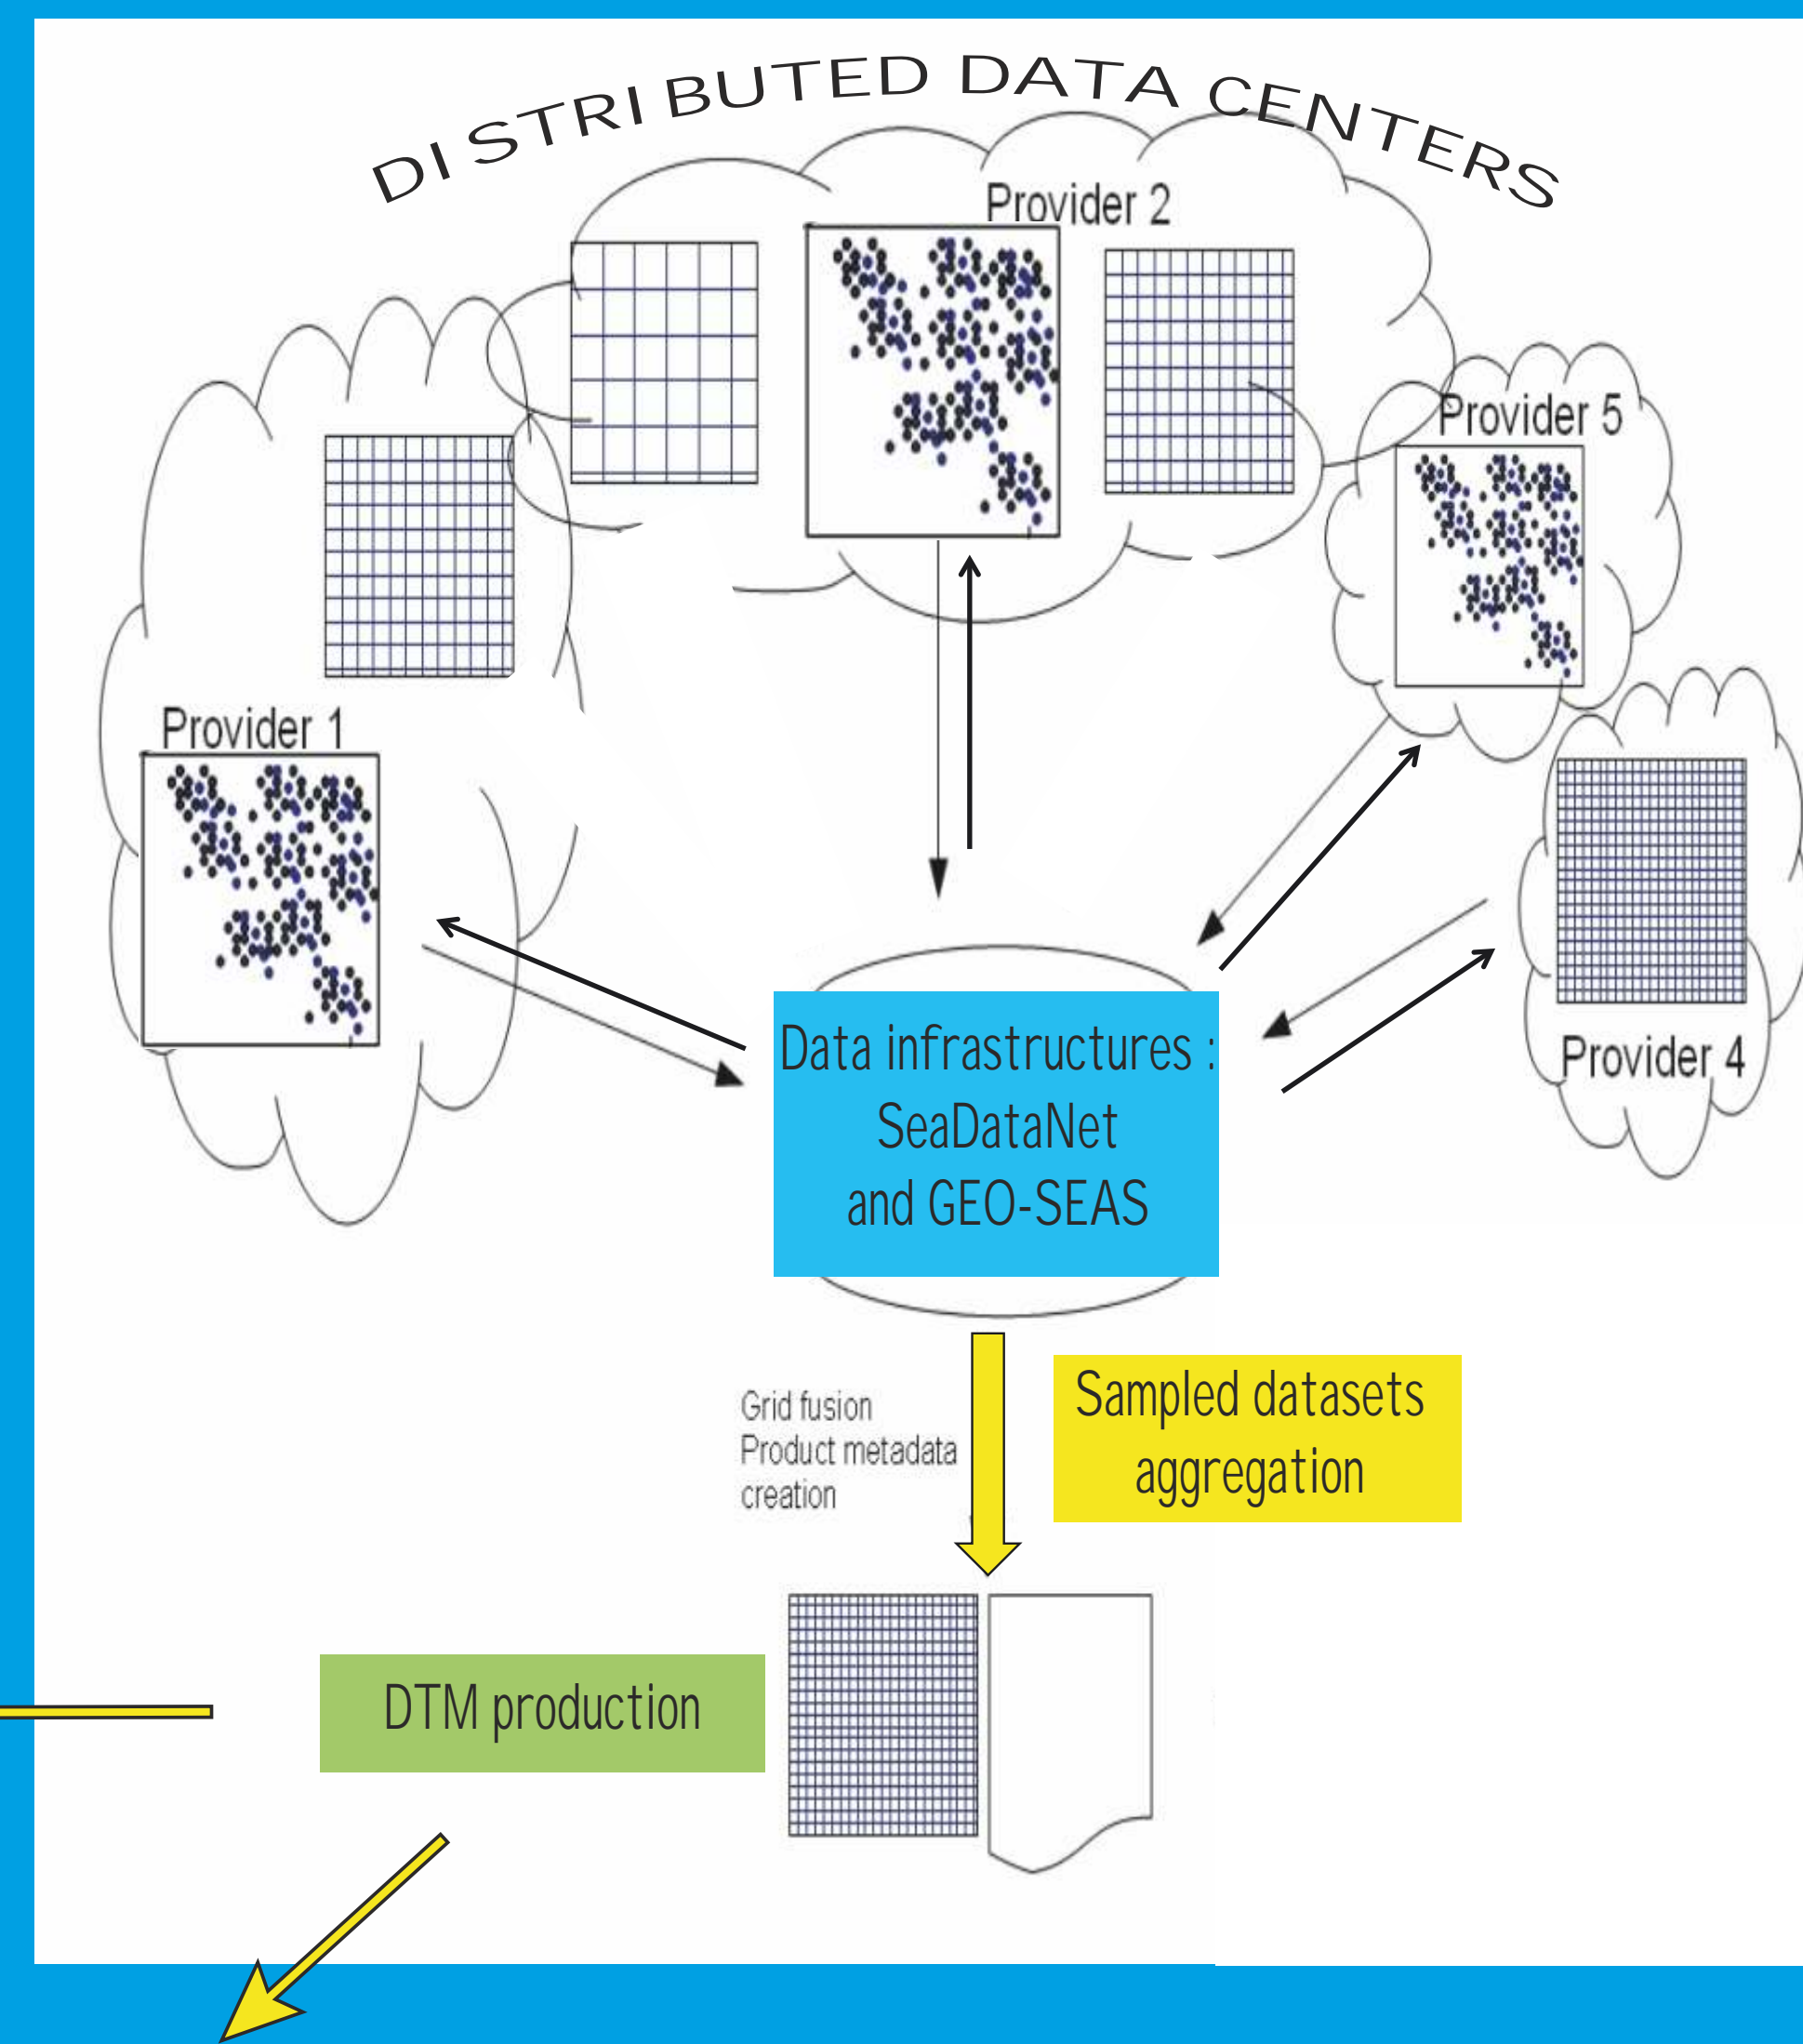 DISTRIBUTED DATA CENTERS
Provider 2
Provider 5
Provider 1
Provider 4
Data infrastructures :
SeaDataNet
and GEO-SEAS
Grid fusion
Product metadata
creation
Sampled datasets
aggregation
DTM production